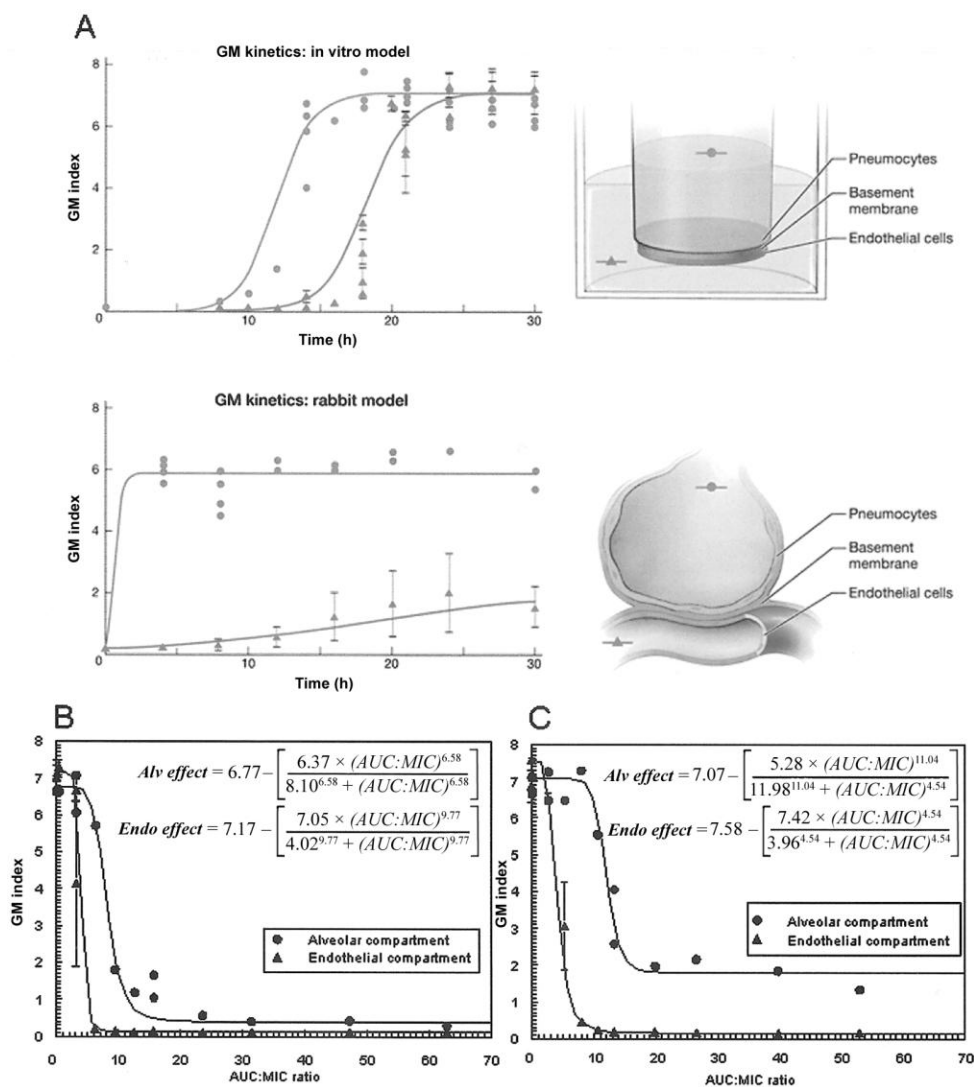 A
GM kinetics: in vitro model
8
6
4
2
0
GM index
10
20
30
Time (h)
Pneumocytes
Basement
membrane
Endothelial cells
GM kinetics: rabbit model
8
6
4
2
0
GM index
10
20
30
Time (h)
Pneumocytes
Basement
membrane
Endothelial cells
B
8
7
6
5
4
3
2
1
0
GM index
Alv effect = 6.77 – [6.37 × (AUC:MIC)^6.58 / 8.10^6.58 + (AUC:MIC)^6.58]
Endo effect = 7.17 – [7.05 × (AUC:MIC)^9.77 / 4.02^9.77 + (AUC:MIC)^9.77]
Alveolar compartment
Endothelial compartment
0 10 20 30 40 50 60 70
AUC:MIC ratio
C
8
7
6
5
4
3
2
1
0
GM index
Alv effect = 7.07 – [5.28 × (AUC:MIC)^11.04 / 11.98^11.04 + (AUC:MIC)^4.54]
Endo effect = 7.58 – [7.42 × (AUC:MIC)^4.54 / 3.96^4.54 + (AUC:MIC)^4.54]
Alveolar compartment
Endothelial compartment
0 10 20 30 40 50 60 70
AUC:MIC ratio